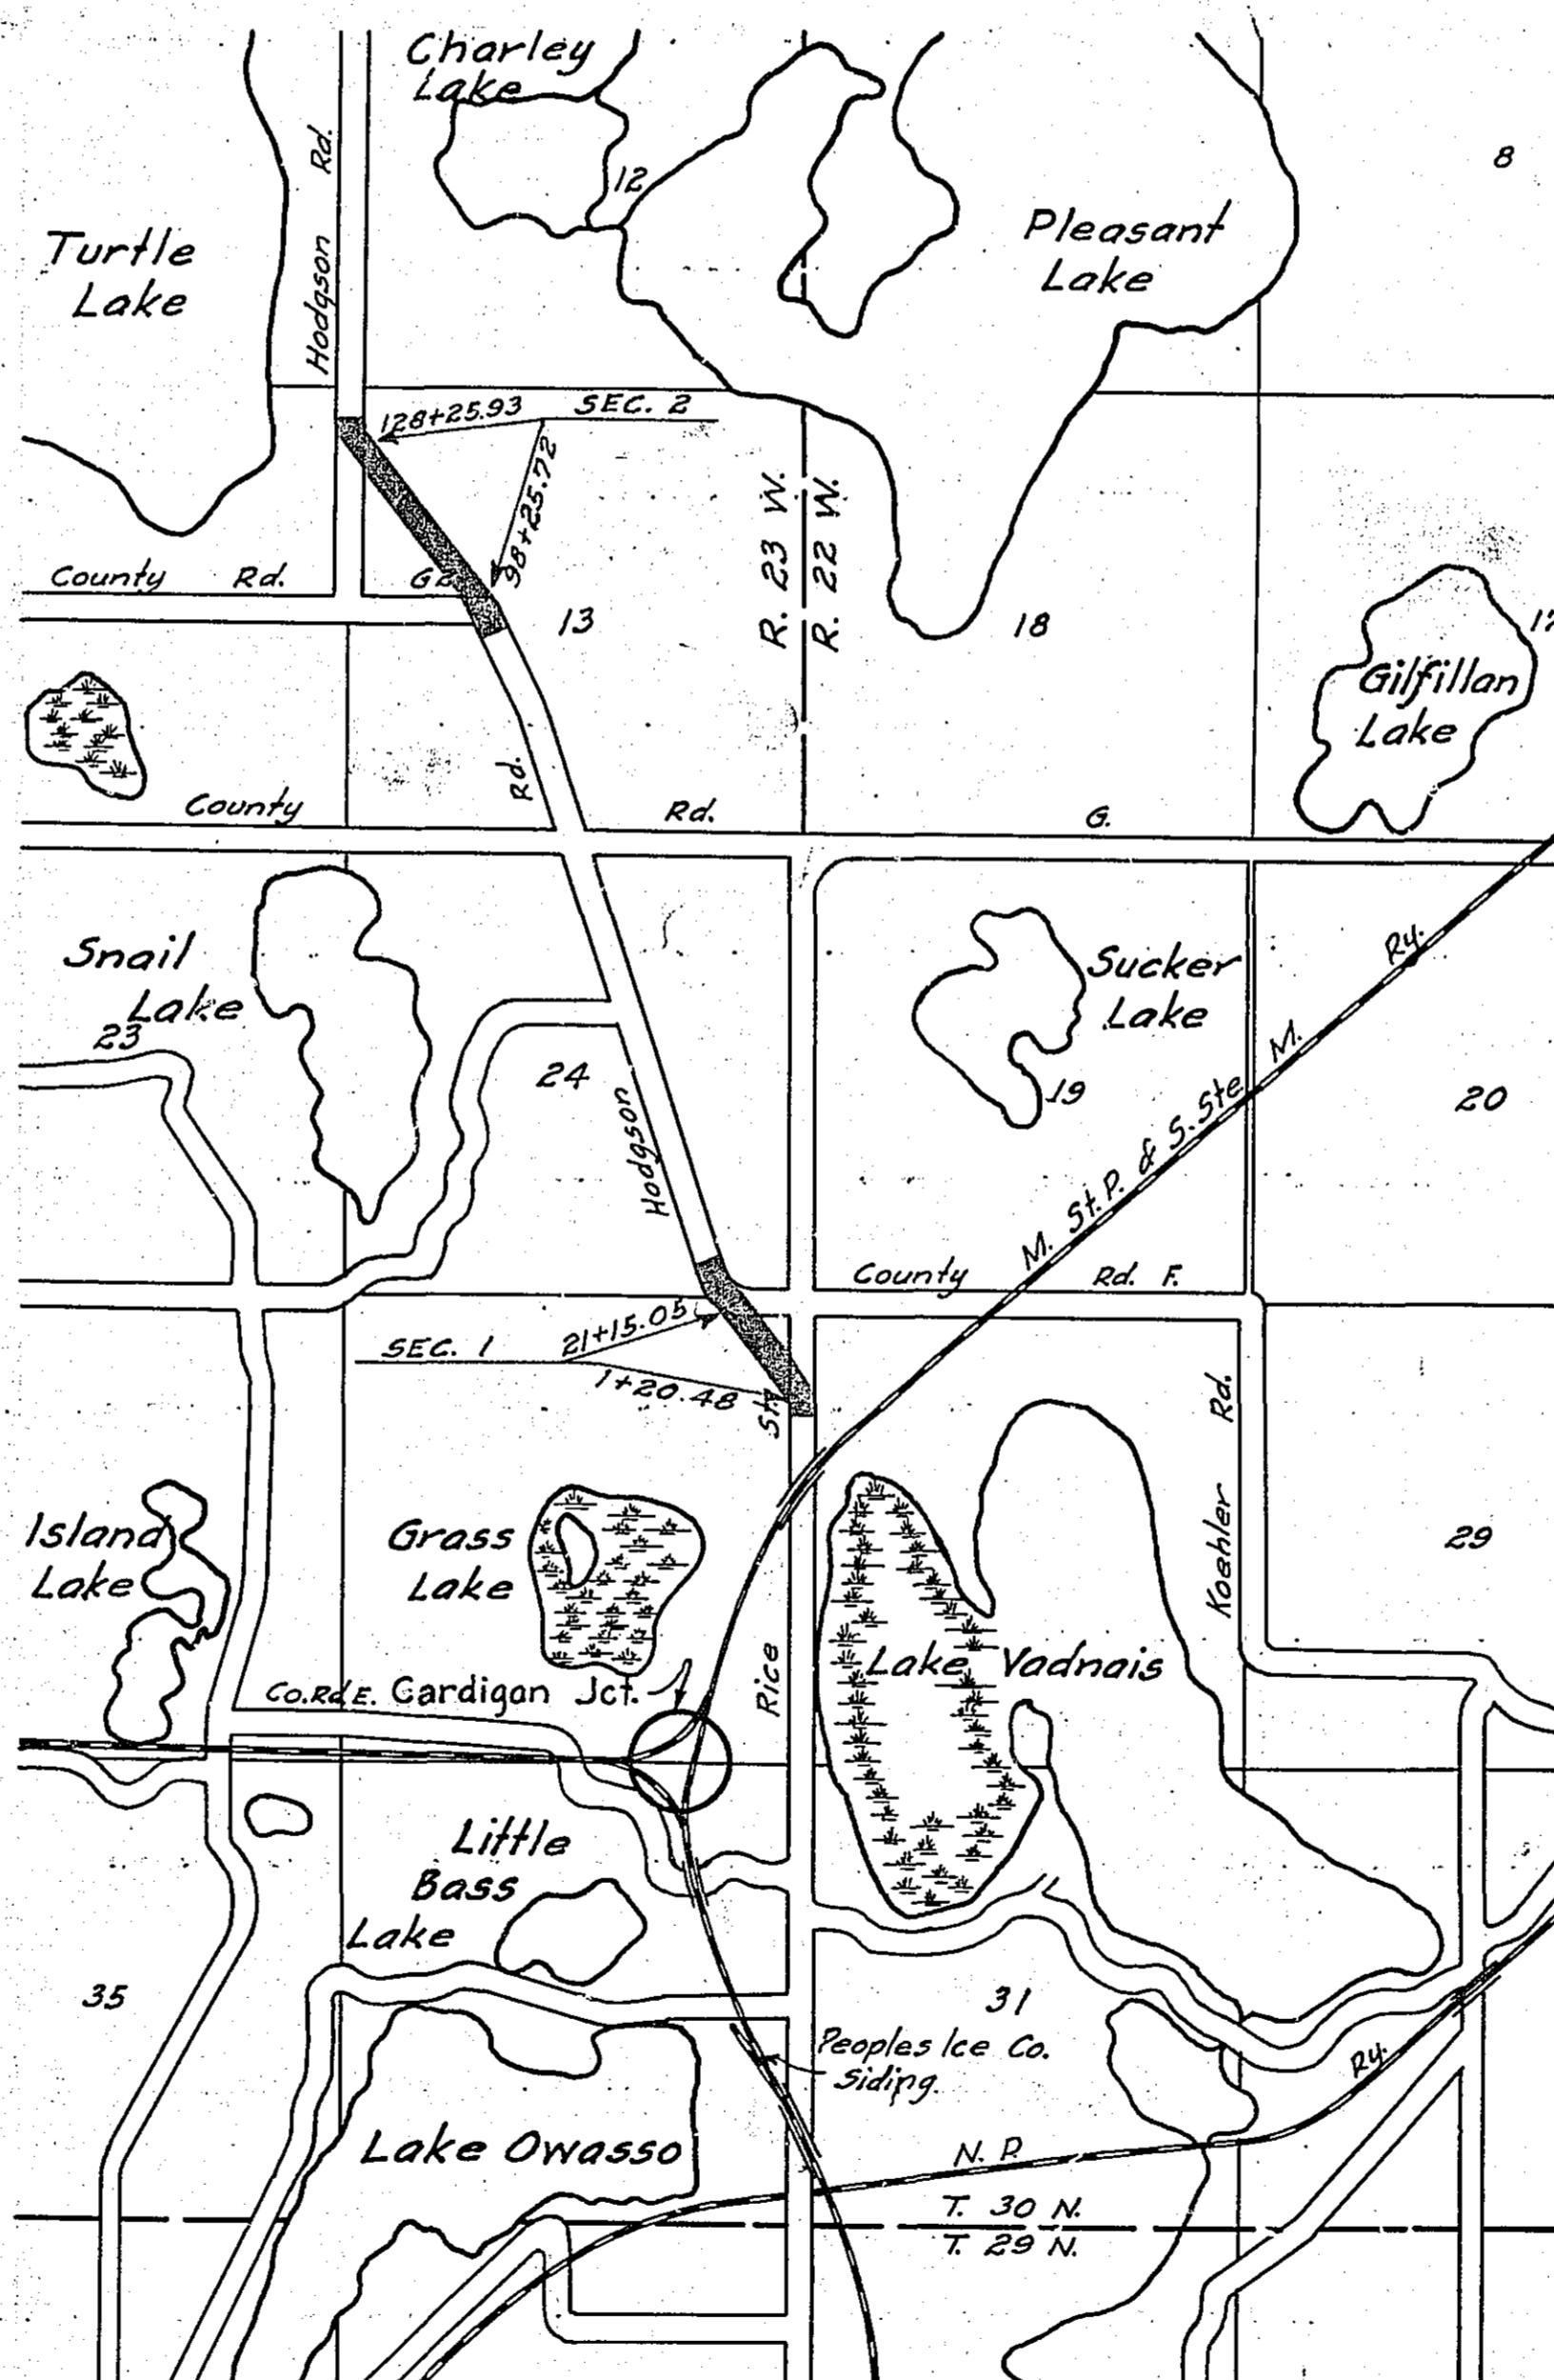 Charley
Lake
12
8
Turtle
Lake
Hodgson Rd.
Pleasant
Lake
128+25.93
SEC. 2
98+25.72
R. 23 W.
R. 22 W.
County Rd. G2
13
18
17
Gilfillan
Lake
Rd.
County Rd. G.
Snail
Lake
23
24
Sucker
Lake
19
20
M. St. P. & S. Ste M. Ry.
Hodgson
County Rd. F.
SEC. 1
21+15.05
1+20.48
St.
Koehler Rd.
Island
Lake
Grass
Lake
29
Rice
Lake Vadnais
Co. Rd E. Cardigan Jct.
Little
Bass
Lake
35
31
Peoples Ice Co.
Siding.
Ry.
Lake Owasso
N. P.
T. 30 N.
T. 29 N.